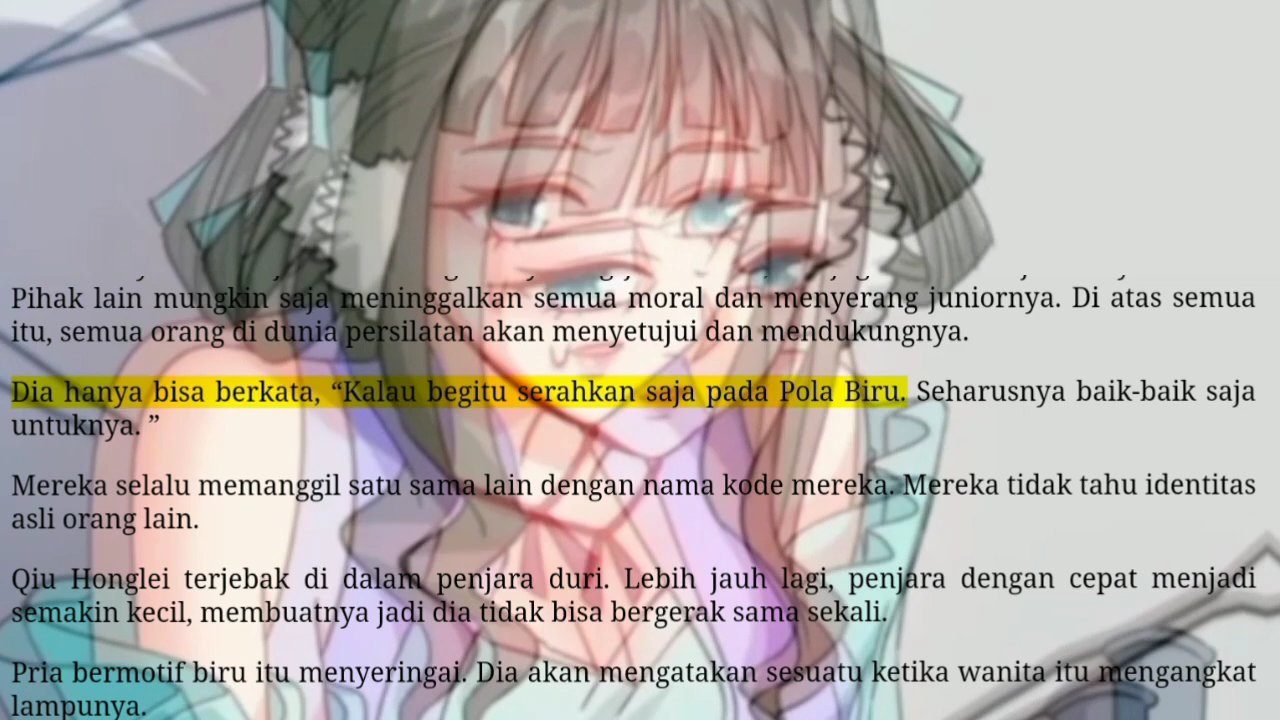 Pihak lain mungkin saja meninggalkan semua moral dan menyerang juniornya. Di atas semua
itu, semua orang di dunia persilatan akan menyetujui dan mendukungnya.
Dia hanya bisa berkata, “Kalau begitu serahkan saja pada Pola Biru. Seharusnya baik-baik saja
untuknya. ”
Mereka selalu memanggil satu sama lain dengan nama kode mereka. Mereka tidak tahu identitas
asli orang lain.
Qiu Honglei terjebak di dalam penjara duri. Lebih jauh lagi, penjara dengan cepat menjadi
semakin kecil, membuatnya jadi dia tidak bisa bergerak sama sekali.
Pria bermotif biru itu menyeringai. Dia akan mengatakan sesuatu ketika wanita itu mengangkat
lampunya.